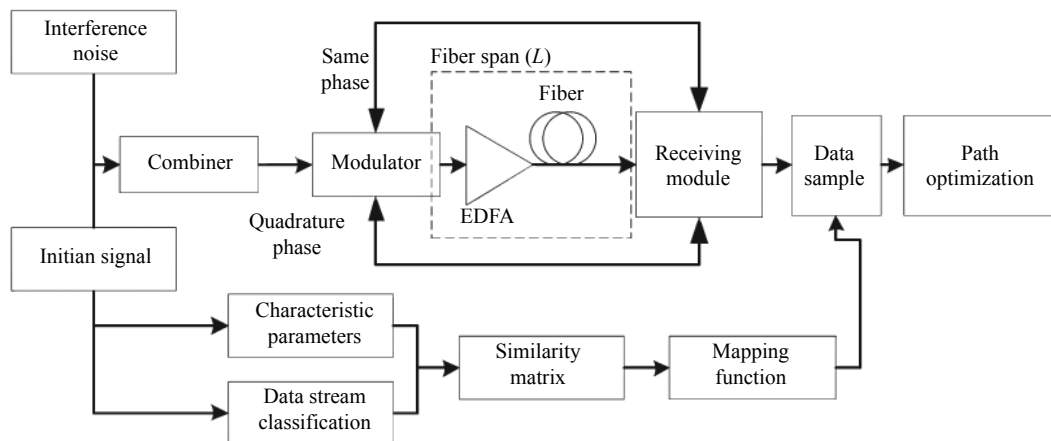 Interference
noise
Same
phase
Fiber span (L)
Fiber
Combiner
Modulator
EDFA
Receiving
module
Data
sample
Path
optimization
Quadrature
phase
Initian signal
Characteristic
parameters
Data stream
classification
Similarity
matrix
Mapping
function